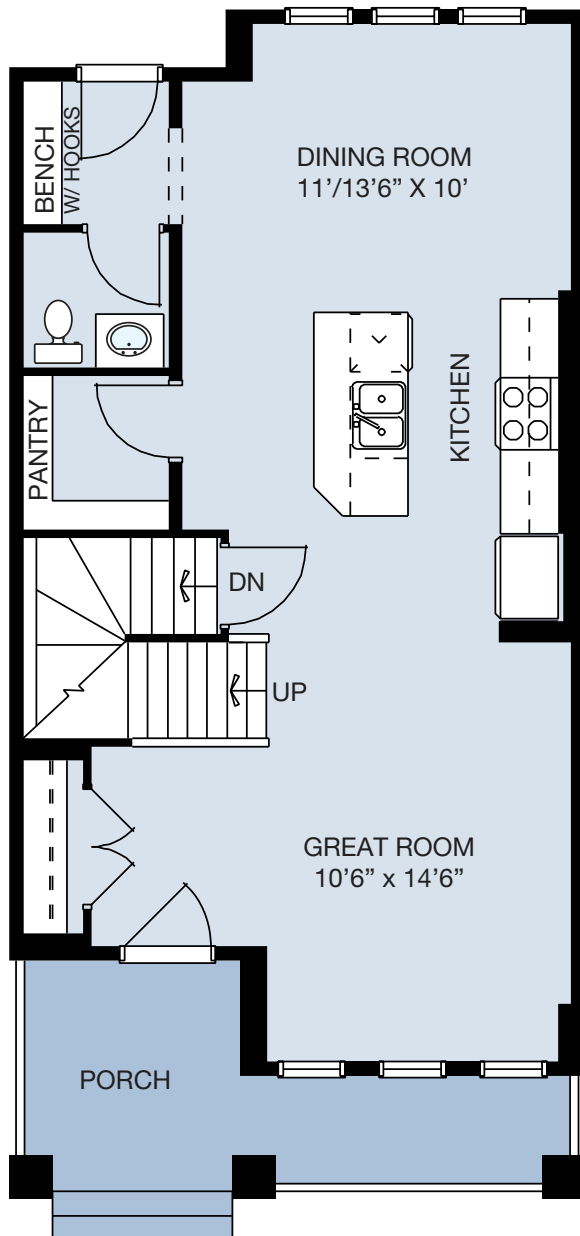 BENCH
W/ HOOKS
DINING ROOM
11’/13’6” X 10’
KITCHEN
PANTRY
DN
UP
GREAT ROOM
10’6” x 14’6”
PORCH